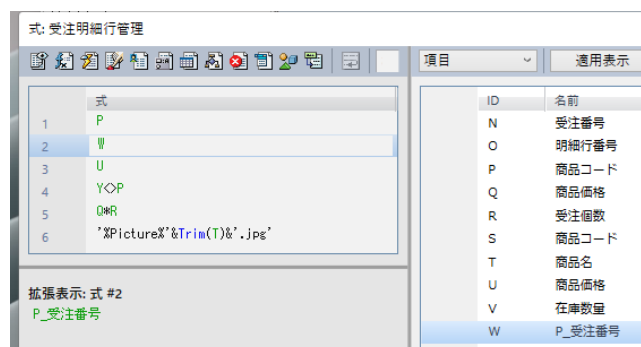 式: 受注明細行管理
項目
適用表示
式
1 P
2 W
3 U
4 Y<>P
5 Q*R
6 '%Picture%'&Trim(T)&'.jpg'
拡張表示: 式 #2
P_受注番号
ID 名前
N 受注番号
O 明細行番号
P 商品コード
Q 商品価格
R 受注個数
S 商品コード
T 商品名
U 商品価格
V 在庫数量
W P_受注番号